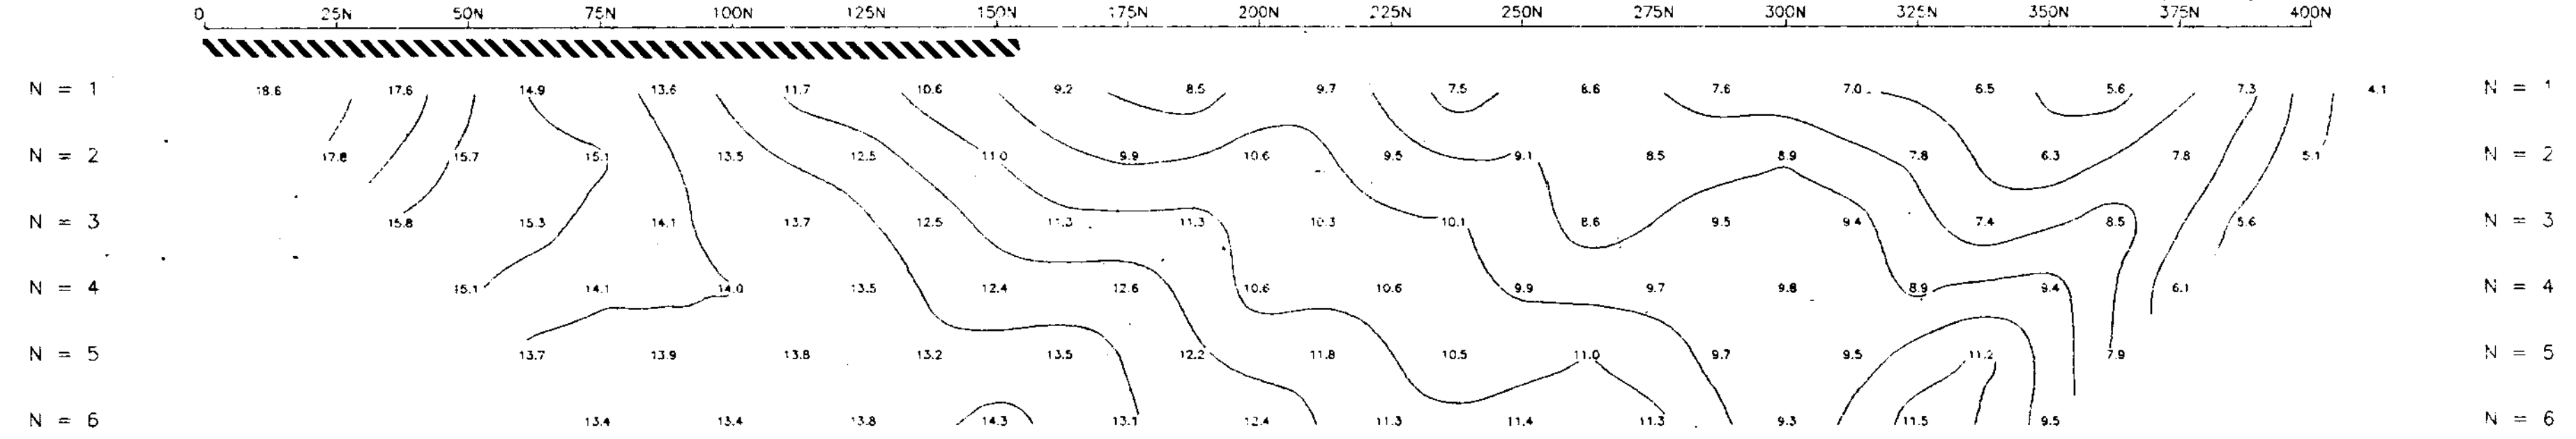 0 25N 50N 75N 100N 125N 150N 175N 200N 225N 250N 275N 300N 325N 350N 375N 400N
N = 1 18.6 17.6 14.9 13.6 11.7 10.6 9.2 8.5 9.7 7.5 8.6 7.6 7.0 6.5 5.6 7.3 4.1 N = 1
N = 2 17.8 15.7 15.1 13.5 12.5 11.0 9.9 10.6 9.5 9.1 8.5 8.9 7.8 6.3 7.8 5.1 N = 2
N = 3 15.8 15.3 14.1 13.7 12.5 11.3 11.3 10.3 10.1 8.6 9.5 9.4 7.4 8.5 5.6 N = 3
N = 4 15.1 14.1 14.0 13.5 12.4 12.6 10.6 10.6 9.9 9.7 9.8 8.9 9.4 6.1 N = 4
N = 5 13.7 13.9 13.8 13.2 13.5 12.2 11.8 10.5 11.0 9.7 9.5 11.2 7.9 N = 5
N = 6 13.4 13.4 13.8 14.3 13.1 12.4 11.3 11.4 11.3 9.3 11.5 9.5 N = 6